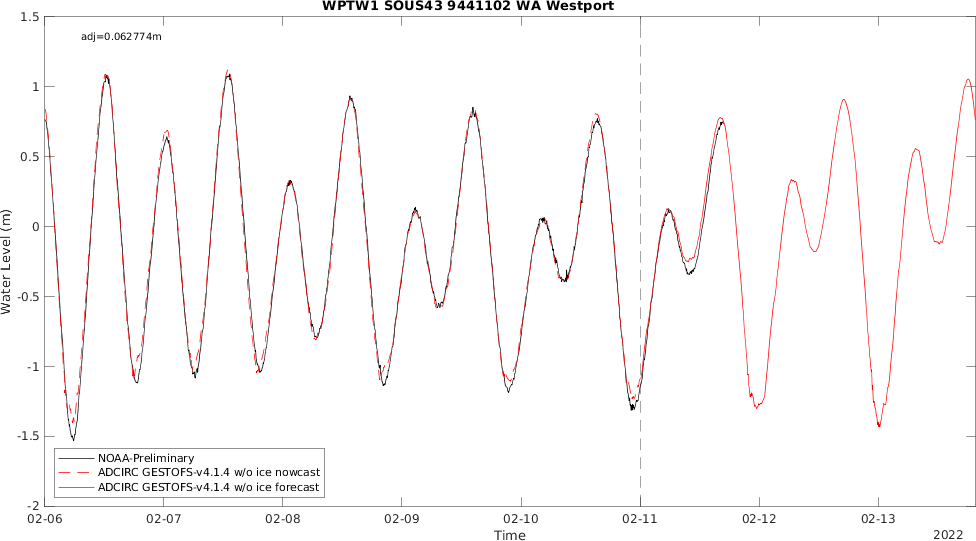 WPTW1 SOUS43 9441102 WA Westport
adj=0.062774m
1.5
1
0.5
0
-0.5
-1
-1.5
-2
Water Level (m)
NOAA-Preliminary
ADCIRC GESTOFS-v4.1.4 w/o ice nowcast
ADCIRC GESTOFS-v4.1.4 w/o ice forecast
02-06 02-07 02-08 02-09 02-10 02-11 02-12 02-13
Time
2022